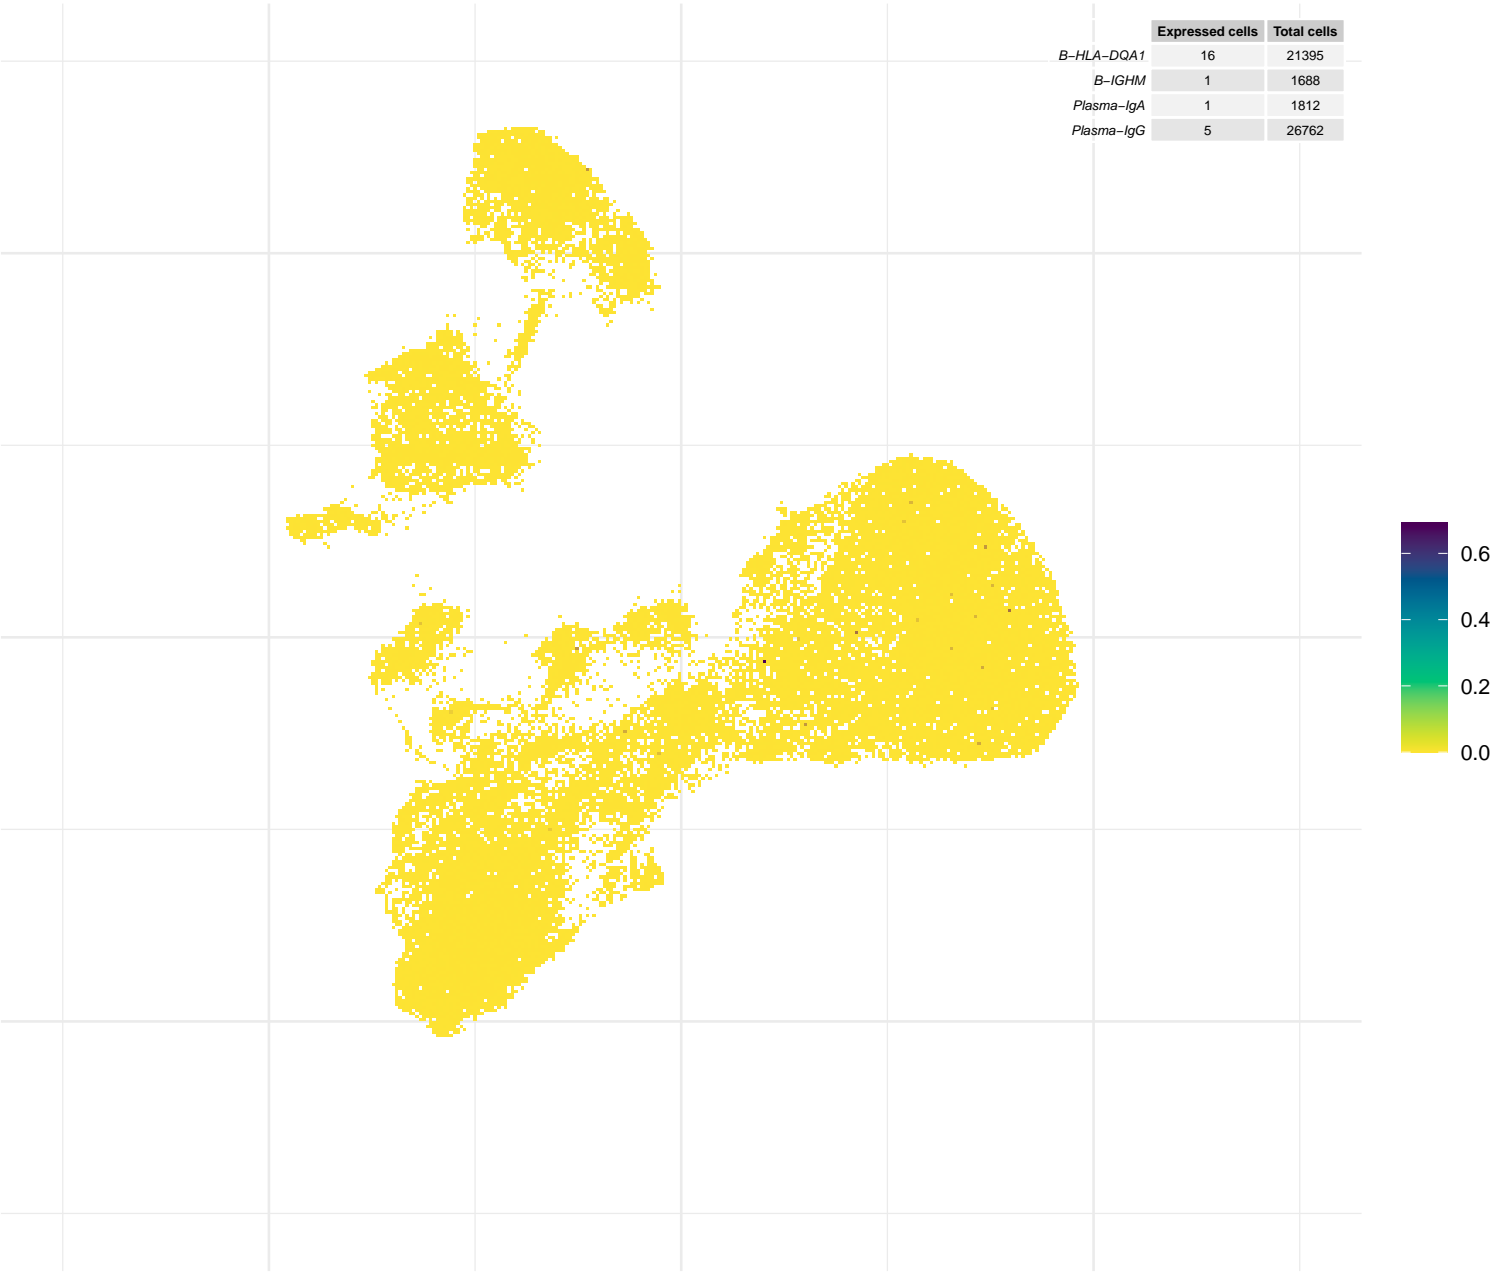 Expressed cells Total cells
B−HLA−DQA1 16 21395
B−IGHM 1 1688
Plasma−IgA 1 1812
Plasma−IgG 5 26762
0.6
0.4
0.2
0.0